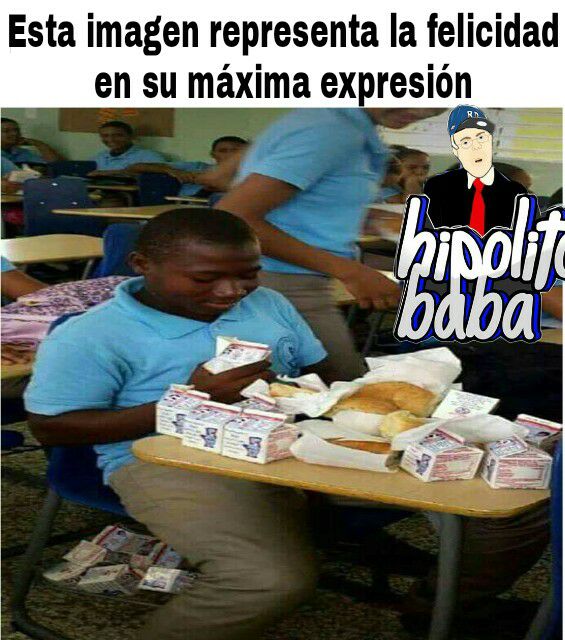 Esta imagen representa la felicidad
en su máxima expresión
R.D
hipolito
baba